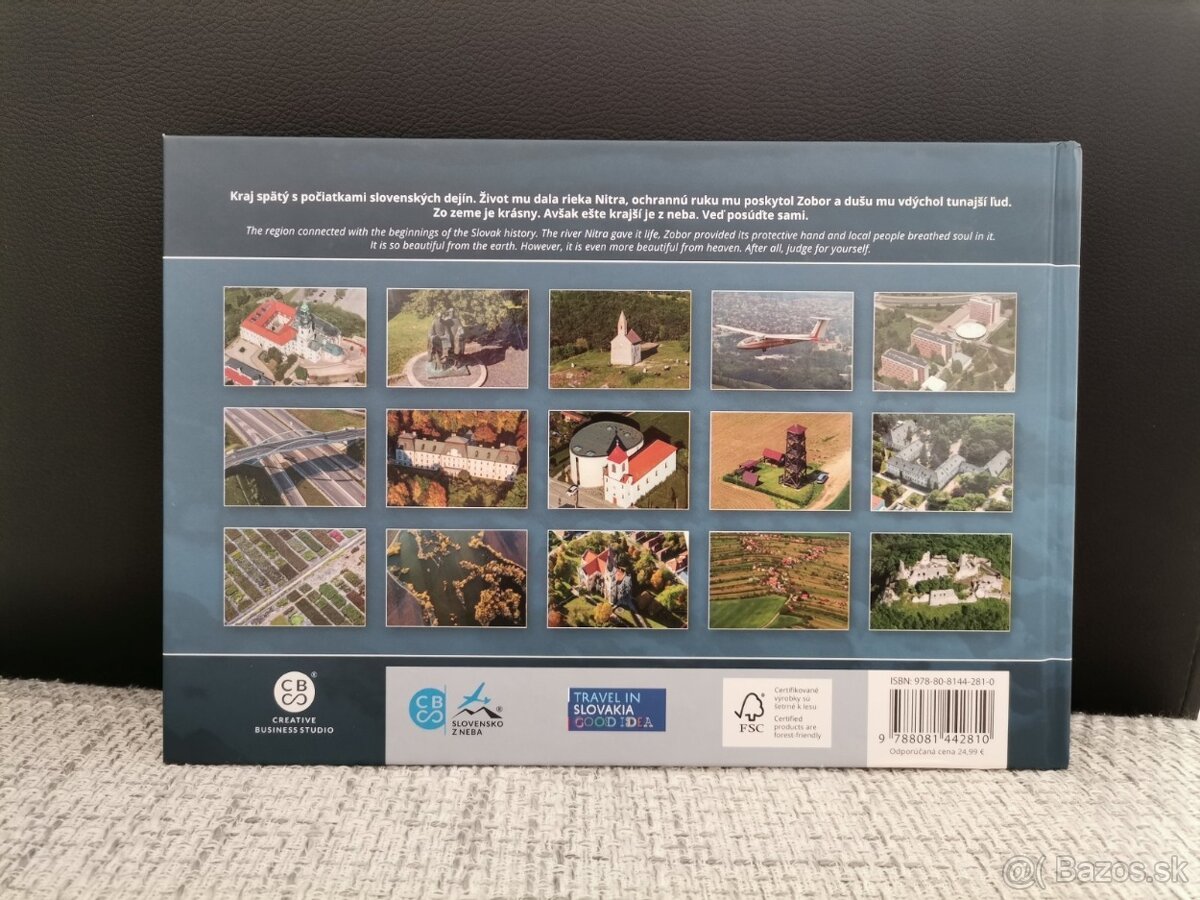 Kraj spätý s počiatkami slovenských dejín. Život mu dala rieka Nitra, ochrannú ruku mu poskytol Zobor a dušu mu vdýchol tunajší ľud.
Zo zeme je krásny. Avšak ešte krajší je z neba. Veď posúďte sami.
The region connected with the beginnings of the Slovak history. The river Nitra gave it life, Zobor provided its protective hand and local people breathed soul in it.
It is so beautiful from the earth. However, it is even more beautiful from heaven. After all, judge for yourself.
CB
®
CREATIVE
BUSINESS STUDIO
CB
®
SLOVENSKO
Z NEBA
TRAVEL IN
SLOVAKIA
GOOD IDEA
FSC
Certifikované
výrobky sú
šetrné k lesu
Certified
products are
forest-friendly
ISBN: 978-80-8144-281-0
9 788081 442810
Odporúčaná cena 24,99 €
@( Bazos.sk